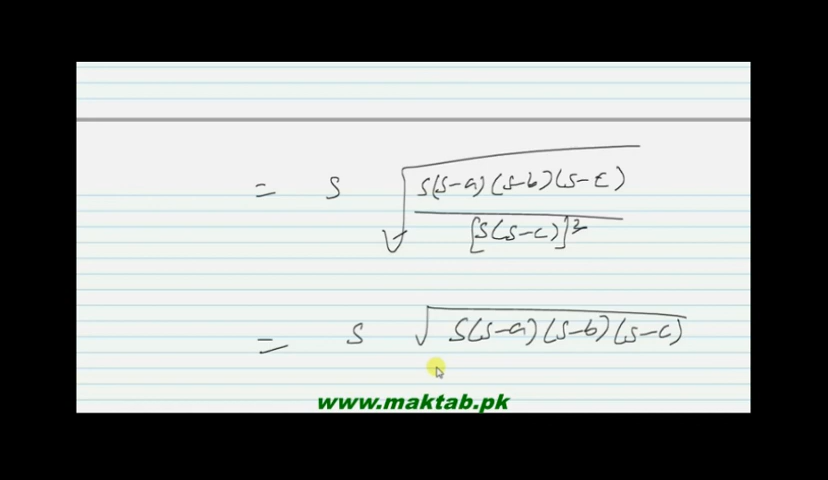 = s √ s(s-a)(s-b)(s-c)
[s(s-c)]²
= s √ s(s-a)(s-b)(s-c)
www.maktab.pk